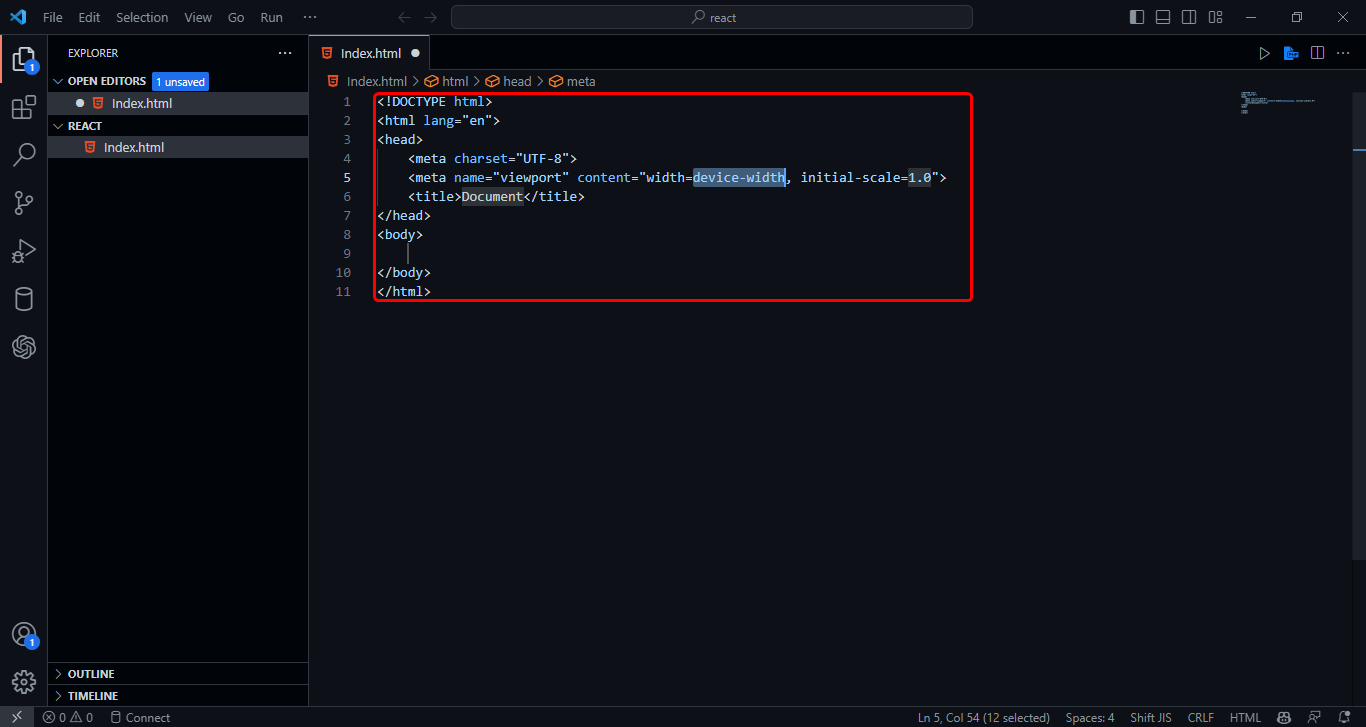 File Edit Selection View Go Run ···
react
EXPLORER
OPEN EDITORS 1 unsaved
Index.html
REACT
Index.html
OUTLINE
TIMELINE
1
1
Index.html
Index.html > html > head > meta
1 <!DOCTYPE html>
2 <html lang="en">
3 <head>
4 <meta charset="UTF-8">
5 <meta name="viewport" content="width=device-width, initial-scale=1.0">
6 <title>Document</title>
7 </head>
8 <body>
9
10 </body>
11 </html>
0 0 Connect
Ln 5, Col 54 (12 selected) Spaces: 4 Shift JIS CRLF HTML